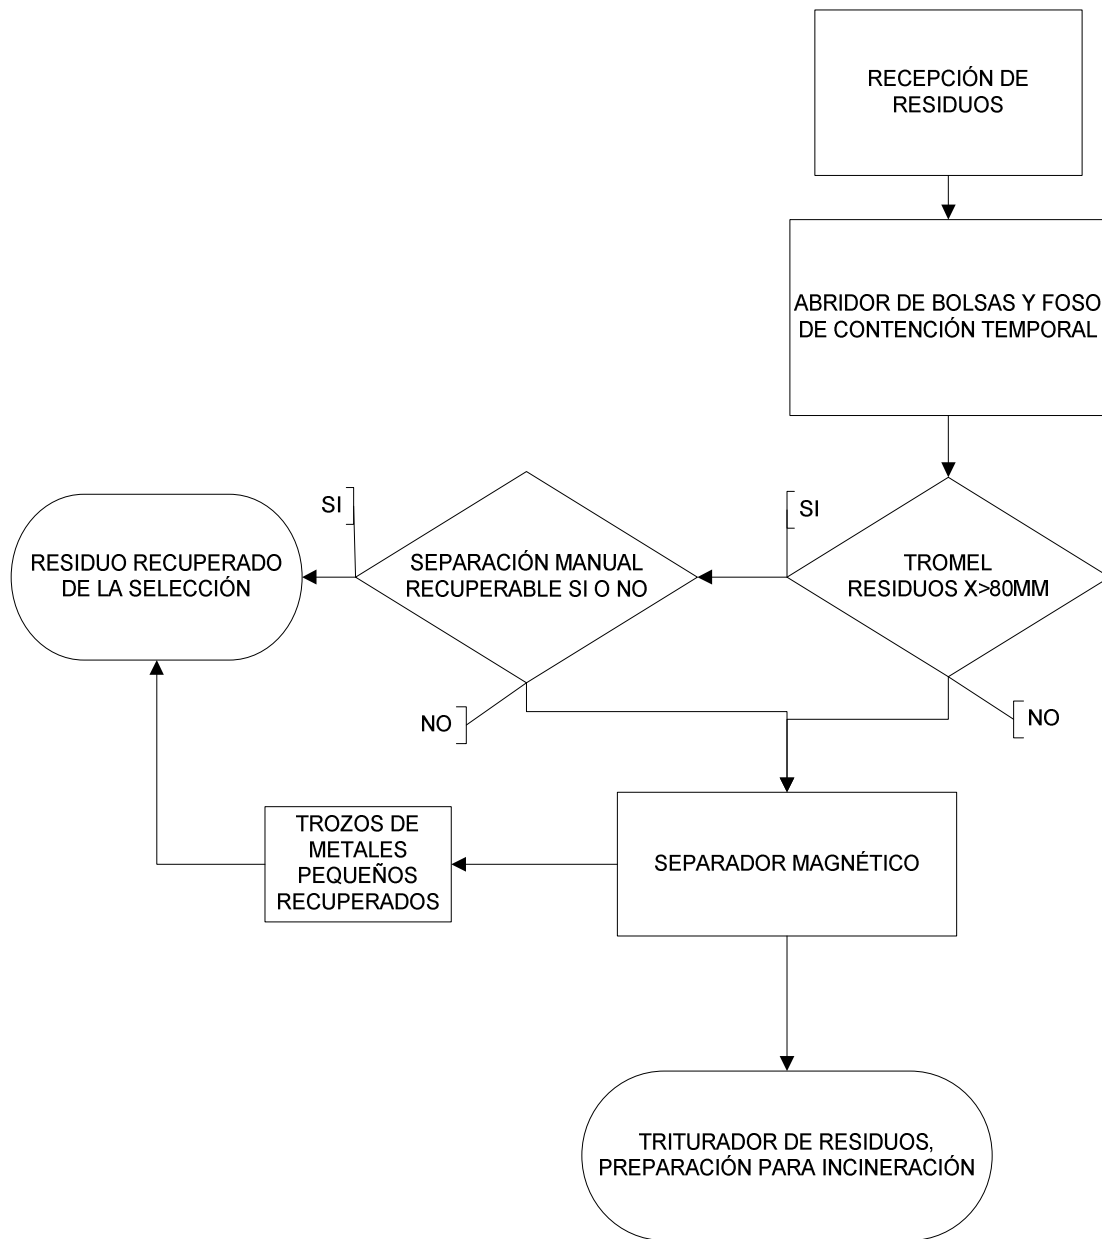 RECEPCIÓN DE
RESIDUOS
ABRIDOR DE BOLSAS Y FOSO
DE CONTENCIÓN TEMPORAL
SI
TROMEL
RESIDUOS X>80MM
NO
SI
SEPARACIÓN MANUAL
RECUPERABLE SI O NO
NO
RESIDUO RECUPERADO
DE LA SELECCIÓN
SEPARADOR MAGNÉTICO
TROZOS DE
METALES
PEQUEÑOS
RECUPERADOS
TRITURADOR DE RESIDUOS,
PREPARACIÓN PARA INCINERACIÓN